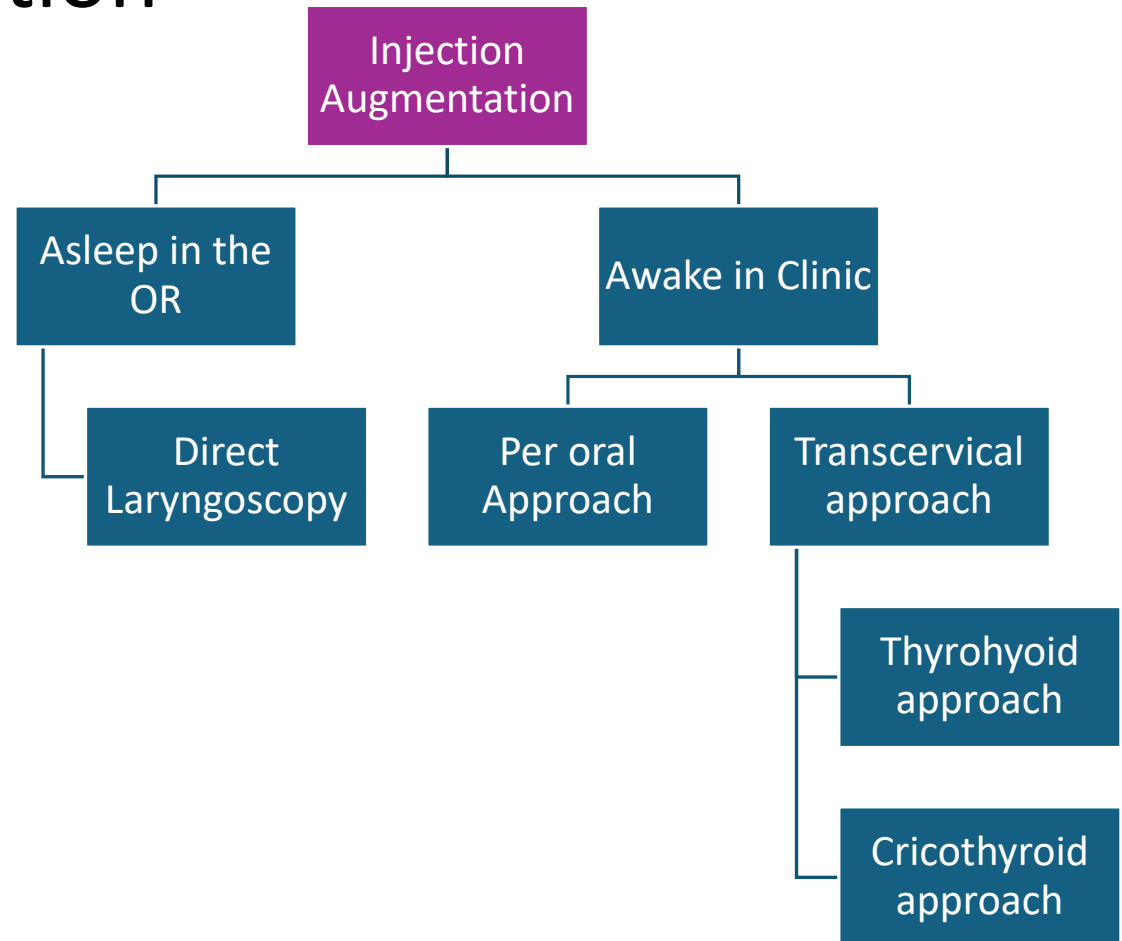 Injection
Augmentation
Asleep in the
OR
Awake in Clinic
Direct
Laryngoscopy
Per oral
Approach
Transcervical
approach
Thyrohyoid
approach
Cricothyroid
approach